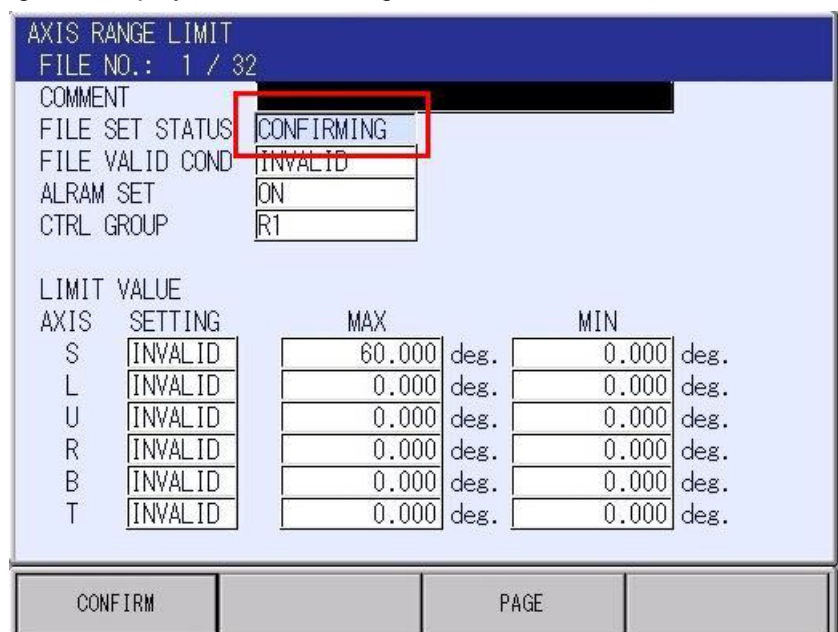 AXIS RANGE LIMIT
FILE NO.: 1 / 32
COMMENT
FILE SET STATUS CONFIRMING
FILE VALID COND INVALID
ALRAM SET ON
CTRL GROUP R1
LIMIT VALUE
AXIS SETTING MAX MIN
S INVALID 60.000 deg. 0.000 deg.
L INVALID 0.000 deg. 0.000 deg.
U INVALID 0.000 deg. 0.000 deg.
R INVALID 0.000 deg. 0.000 deg.
B INVALID 0.000 deg. 0.000 deg.
T INVALID 0.000 deg. 0.000 deg.
CONFIRM PAGE